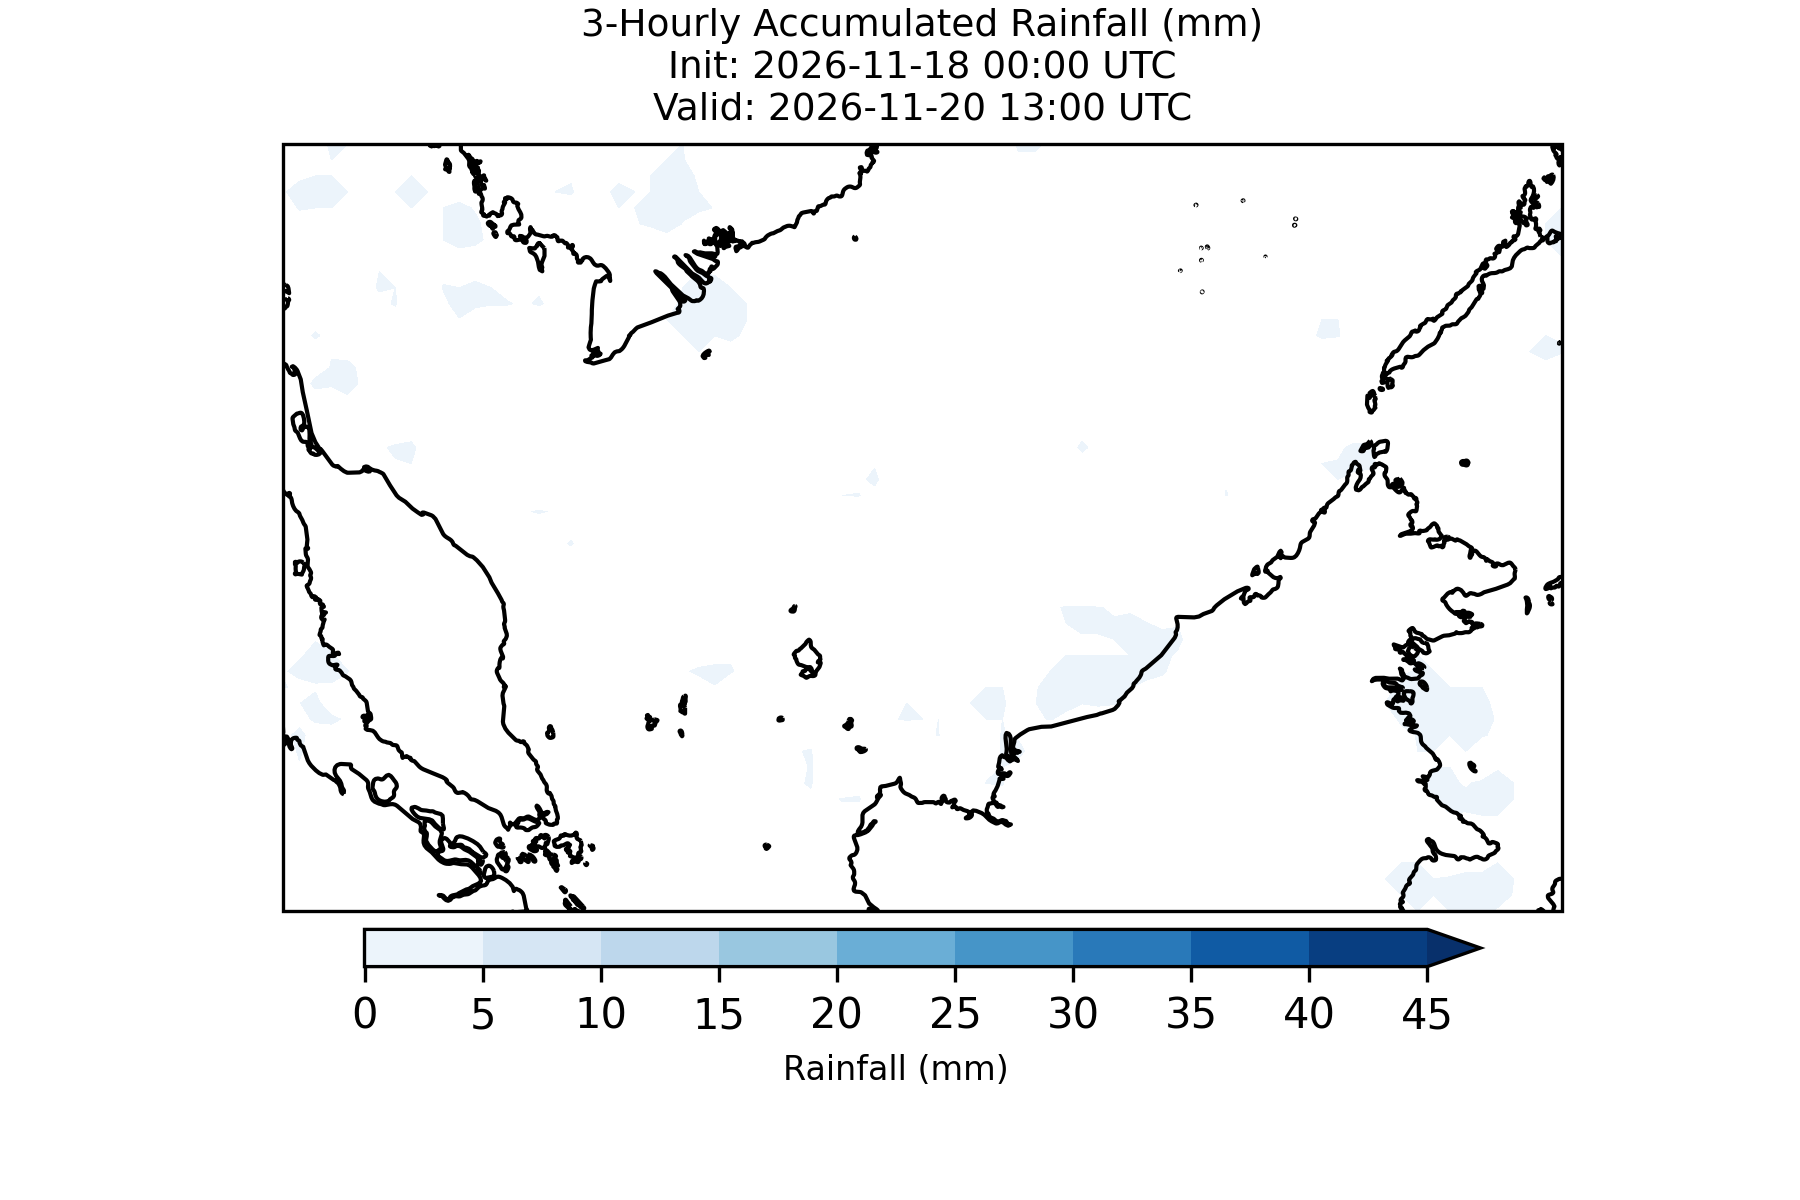 3-Hourly Accumulated Rainfall (mm)
Init: 2026-11-18 00:00 UTC
Valid: 2026-11-20 13:00 UTC
0 5 10 15 20 25 30 35 40 45
Rainfall (mm)